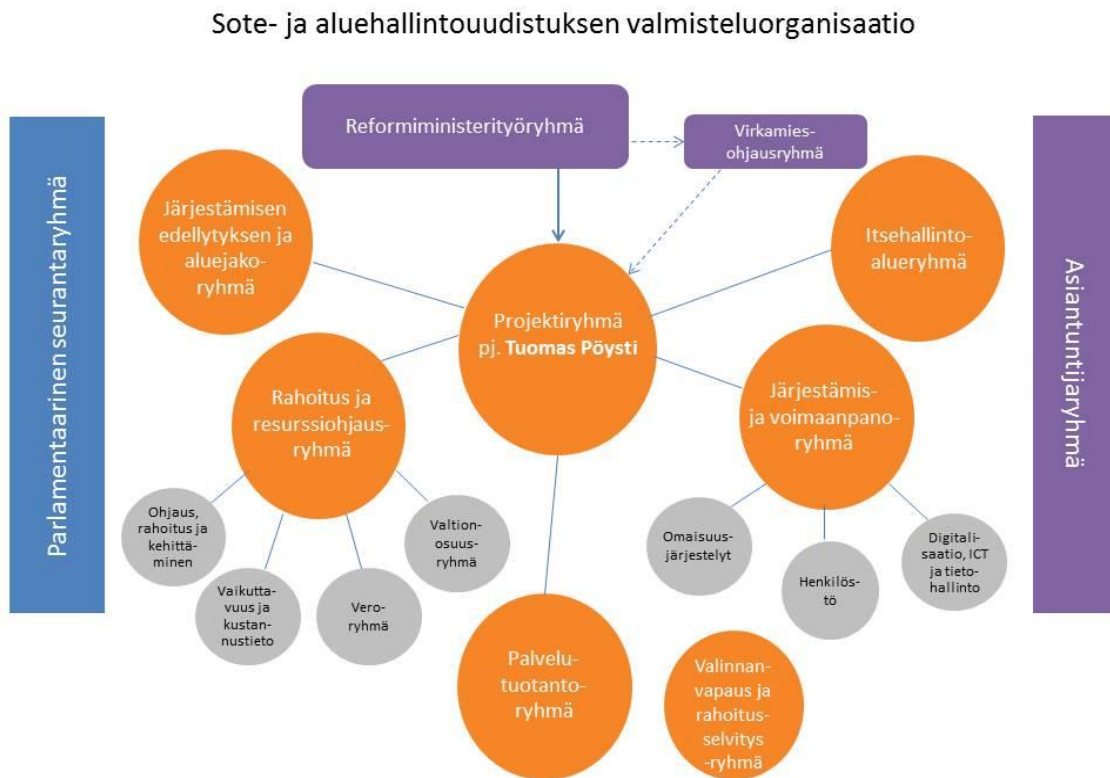 Sote- ja aluehallintouudistuksen valmisteluorganisaatio
Parlamentaarinen seurantaryhmä
Reformiministerityöryhmä
Virkamies-
ohjausryhmä
Asiantuntijaryhmä
Järjestämisen
edellytyksen ja
aluejako-
ryhmä
Itsehallinto-
alueryhmä
Projektiryhmä
pj. Tuomas Pöysti
Rahoitus ja
resurssiohjaus-
ryhmä
Järjestämis-
ja voimaanpano-
ryhmä
Ohjaus,
rahoitus ja
kehittä-
minen
Vaikutta-
vuus ja
kustan-
nustieto
Vero-
ryhmä
Valtion-
osuus-
ryhmä
Omaisuus-
järjestelyt
Henkilös-
tö
Digitali-
saatio, ICT
ja tieto-
hallinto
Palvelu-
tuotanto-
ryhmä
Valinnan-
vapaus ja
rahoitus-
selvitys
-ryhmä